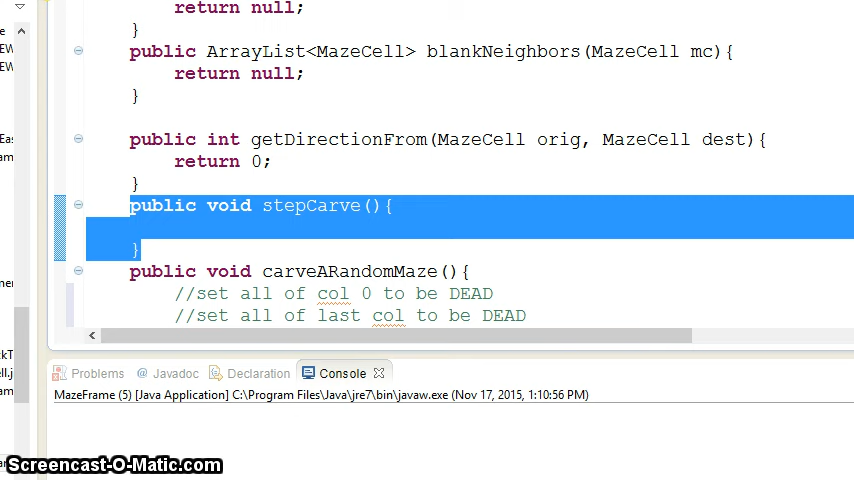 return null;
}
public ArrayList<MazeCell> blankNeighbors(MazeCell mc){
return null;
}
public int getDirectionFrom(MazeCell orig, MazeCell dest){
return 0;
}
public void stepCarve(){
}
public void carveARandomMaze(){
//set all of col 0 to be DEAD
//set all of last col to be DEAD
Problems @ Javadoc Declaration Console
MazeFrame (5) [Java Application] C:\Program Files\Java\jre7\bin\javaw.exe (Nov 17, 2015, 1:10:56 PM)
Screencast-O-Matic.com